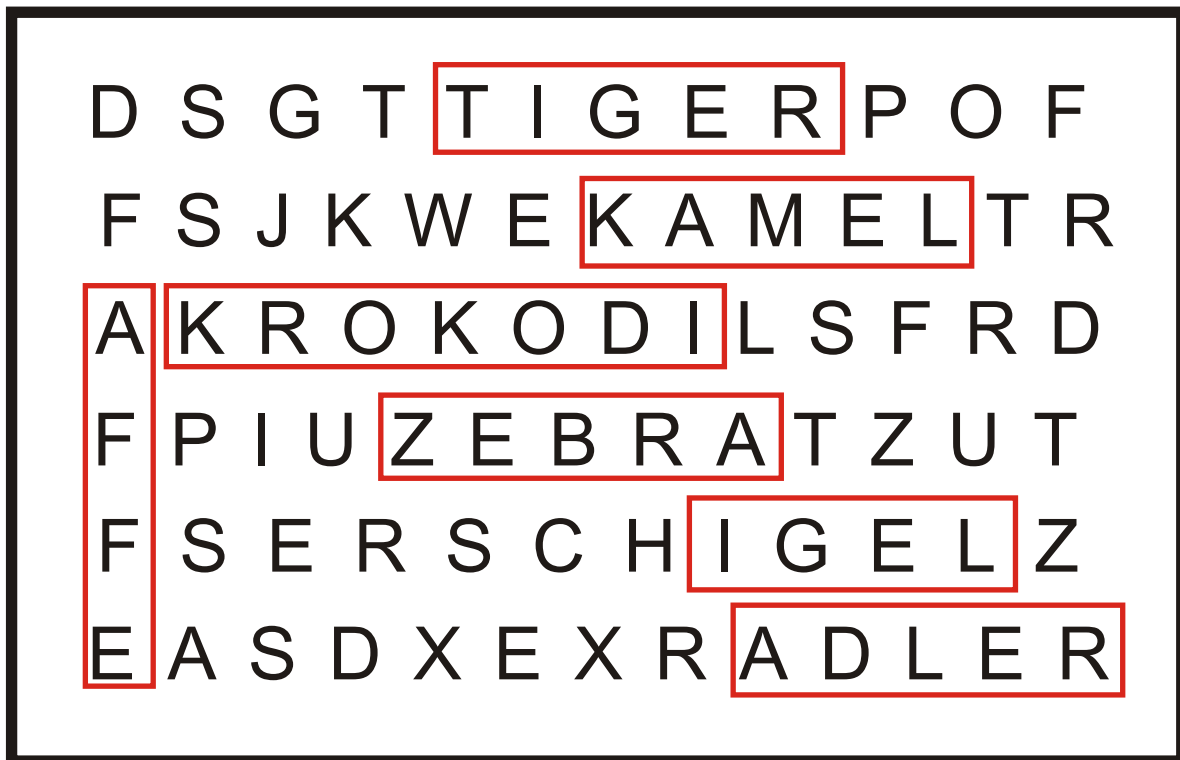 D S G T T I G E R P O F
F S J K W E K A M E L T R
A K R O K O D I L S F R D
F P I U Z E B R A T Z U T
F S E R S C H I G E L Z
E A S D X E X R A D L E R